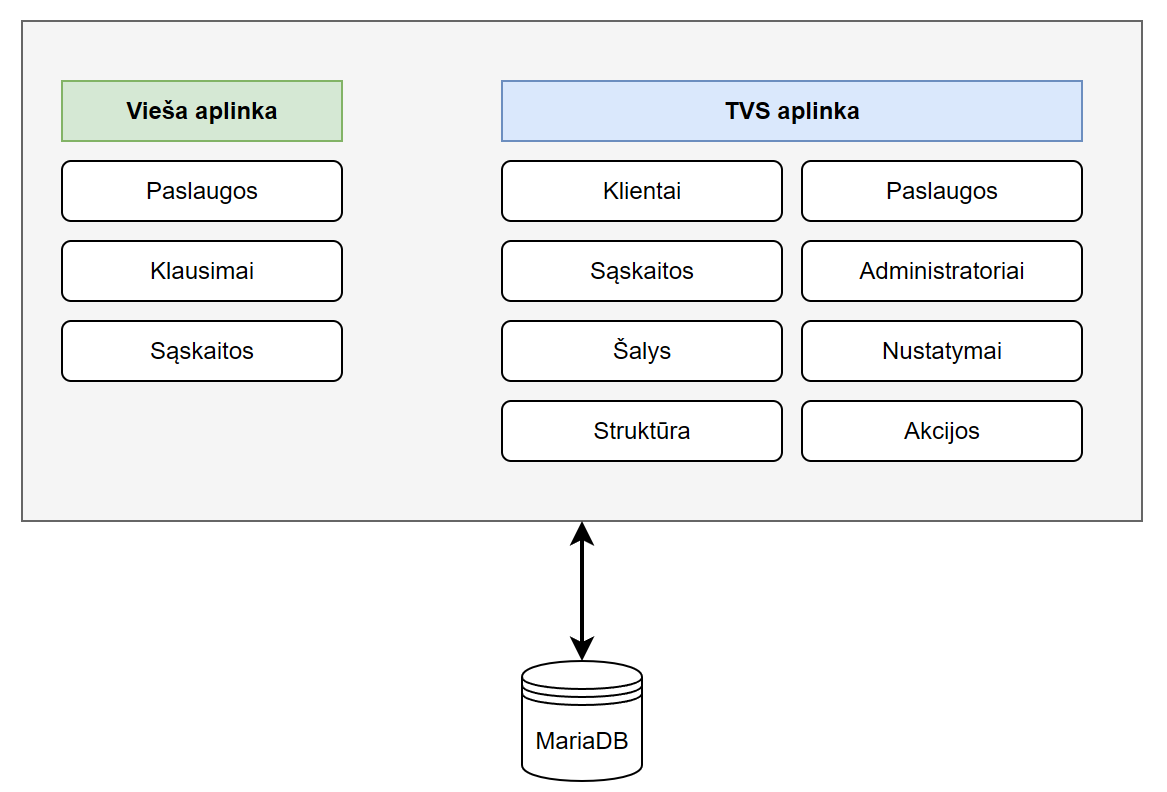 Vieša aplinka
Paslaugos
Klausimai
Sąskaitos
TVS aplinka
Klientai
Paslaugos
Sąskaitos
Administratoriai
Šalys
Nustatymai
Struktūra
Akcijos
MariaDB